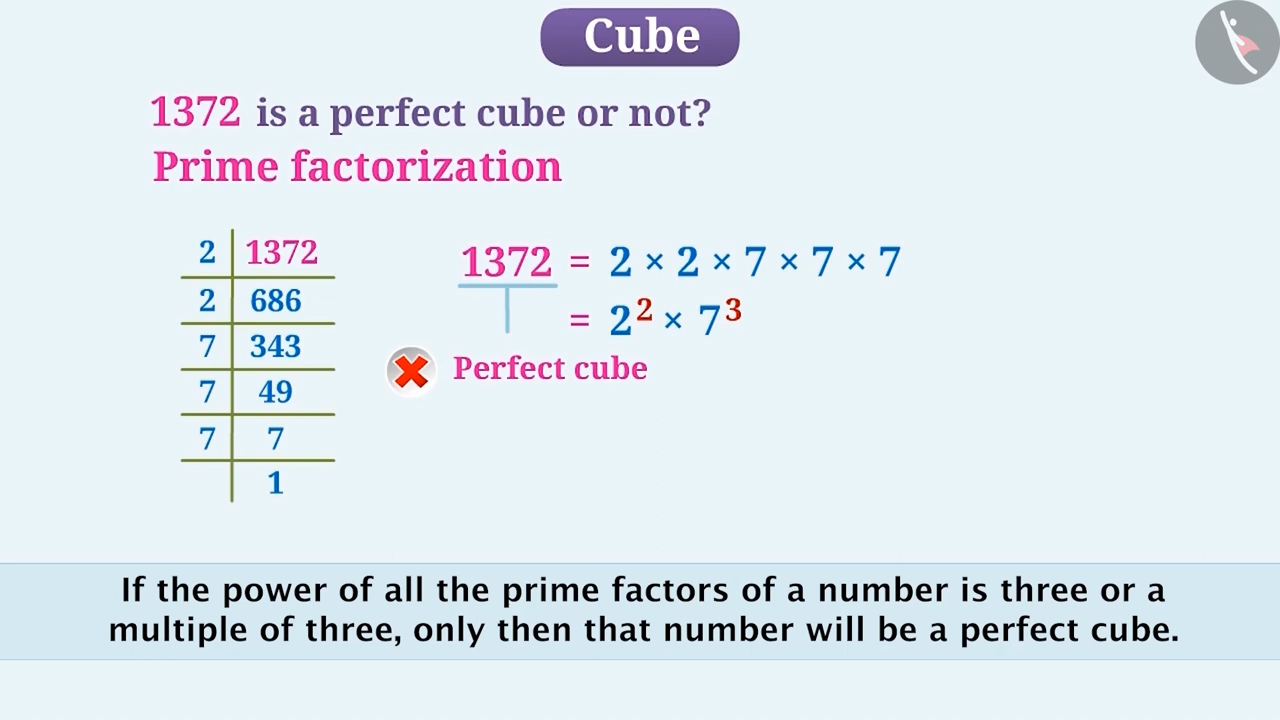 Cube
1372 is a perfect cube or not?
Prime factorization
2 1372
2 686
7 343
7 49
7 7
1
1372 = 2 × 2 × 7 × 7 × 7
= 2² × 7³
Perfect cube
If the power of all the prime factors of a number is three or a
multiple of three, only then that number will be a perfect cube.